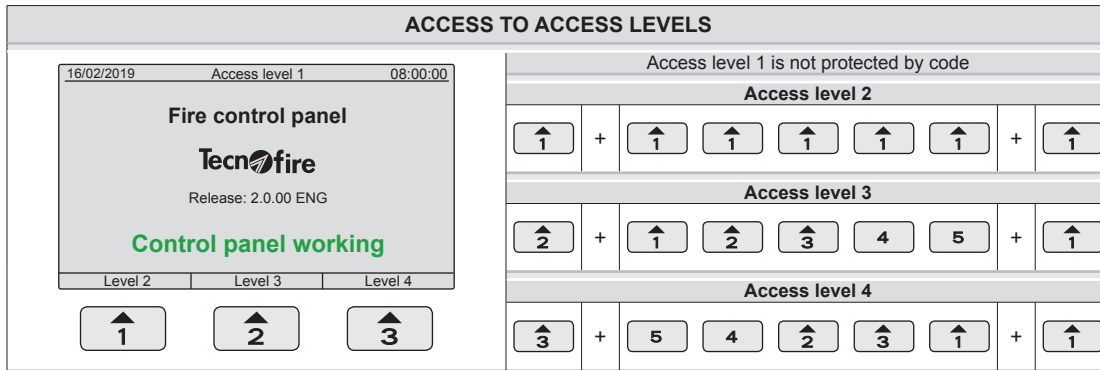 ACCESS TO ACCESS LEVELS
16/02/2019 Access level 1 08:00:00
Fire control panel
Tecnofire
Release: 2.0.00 ENG
Control panel working
Level 2 Level 3 Level 4
1 2 3
Access level 1 is not protected by code
Access level 2
1 + 1 1 1 1 1 + 1
Access level 3
2 + 1 2 3 4 5 + 1
Access level 4
3 + 5 4 2 3 1 + 1